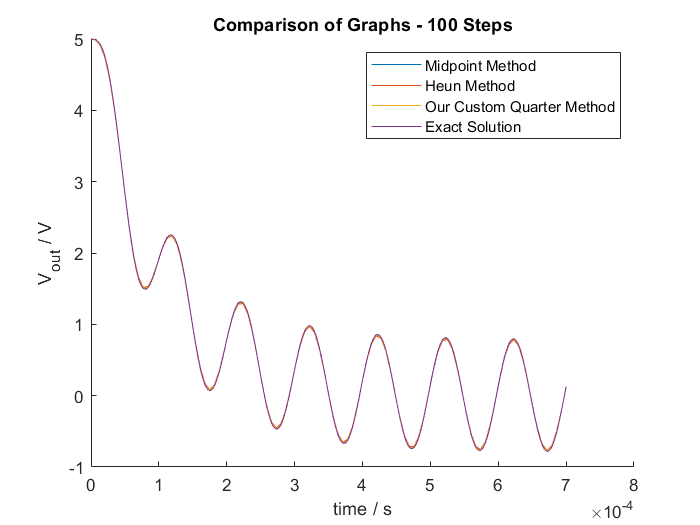 Comparison of Graphs - 100 Steps
5
4
3
2
1
0
-1
V_out / V
Midpoint Method
Heun Method
Our Custom Quarter Method
Exact Solution
0 1 2 3 4 5 6 7 8
time / s
×10^-4